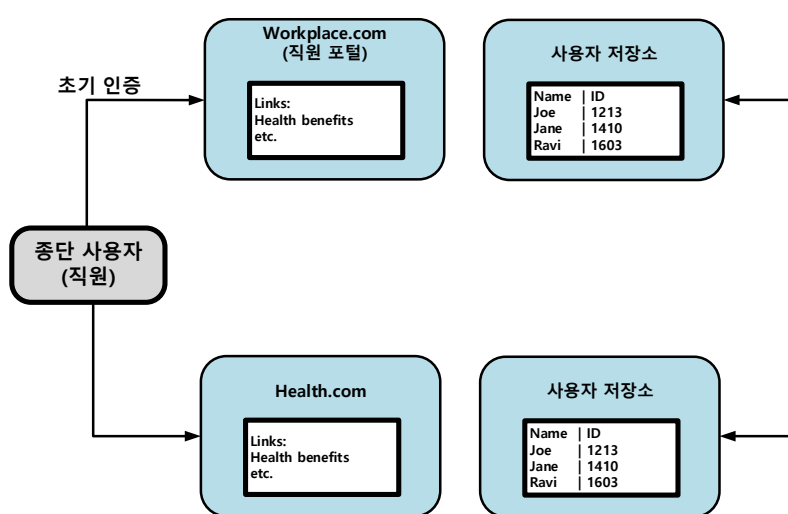 Workplace.com
(직원 포털)
Links:
Health benefits
etc.
사용자 저장소
Name | ID
Joe | 1213
Jane | 1410
Ravi | 1603
초기 인증
종단 사용자
(직원)
Health.com
Links:
Health benefits
etc.
사용자 저장소
Name | ID
Joe | 1213
Jane | 1410
Ravi | 1603